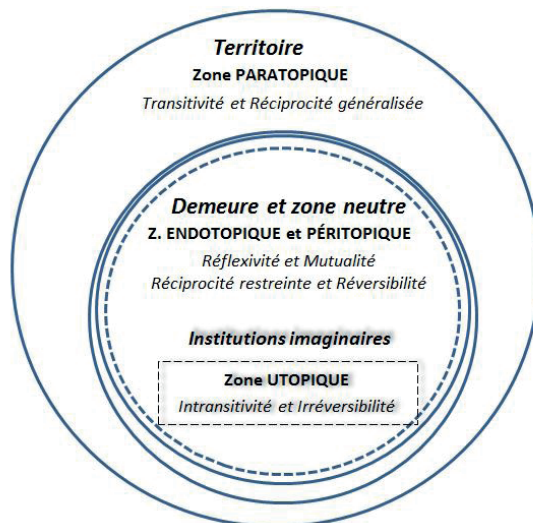 Territoire
Zone PARATOPIQUE
Transitivité et Réciprocité généralisée
Demeure et zone neutre
Z. ENDOTOPIQUE et PÉRITOPIQUE
Réflexivité et Mutualité
Réciprocité restreinte et Réversibilité
Institutions imaginaires
Zone UTOPIQUE
Intransitivité et Irréversibilité